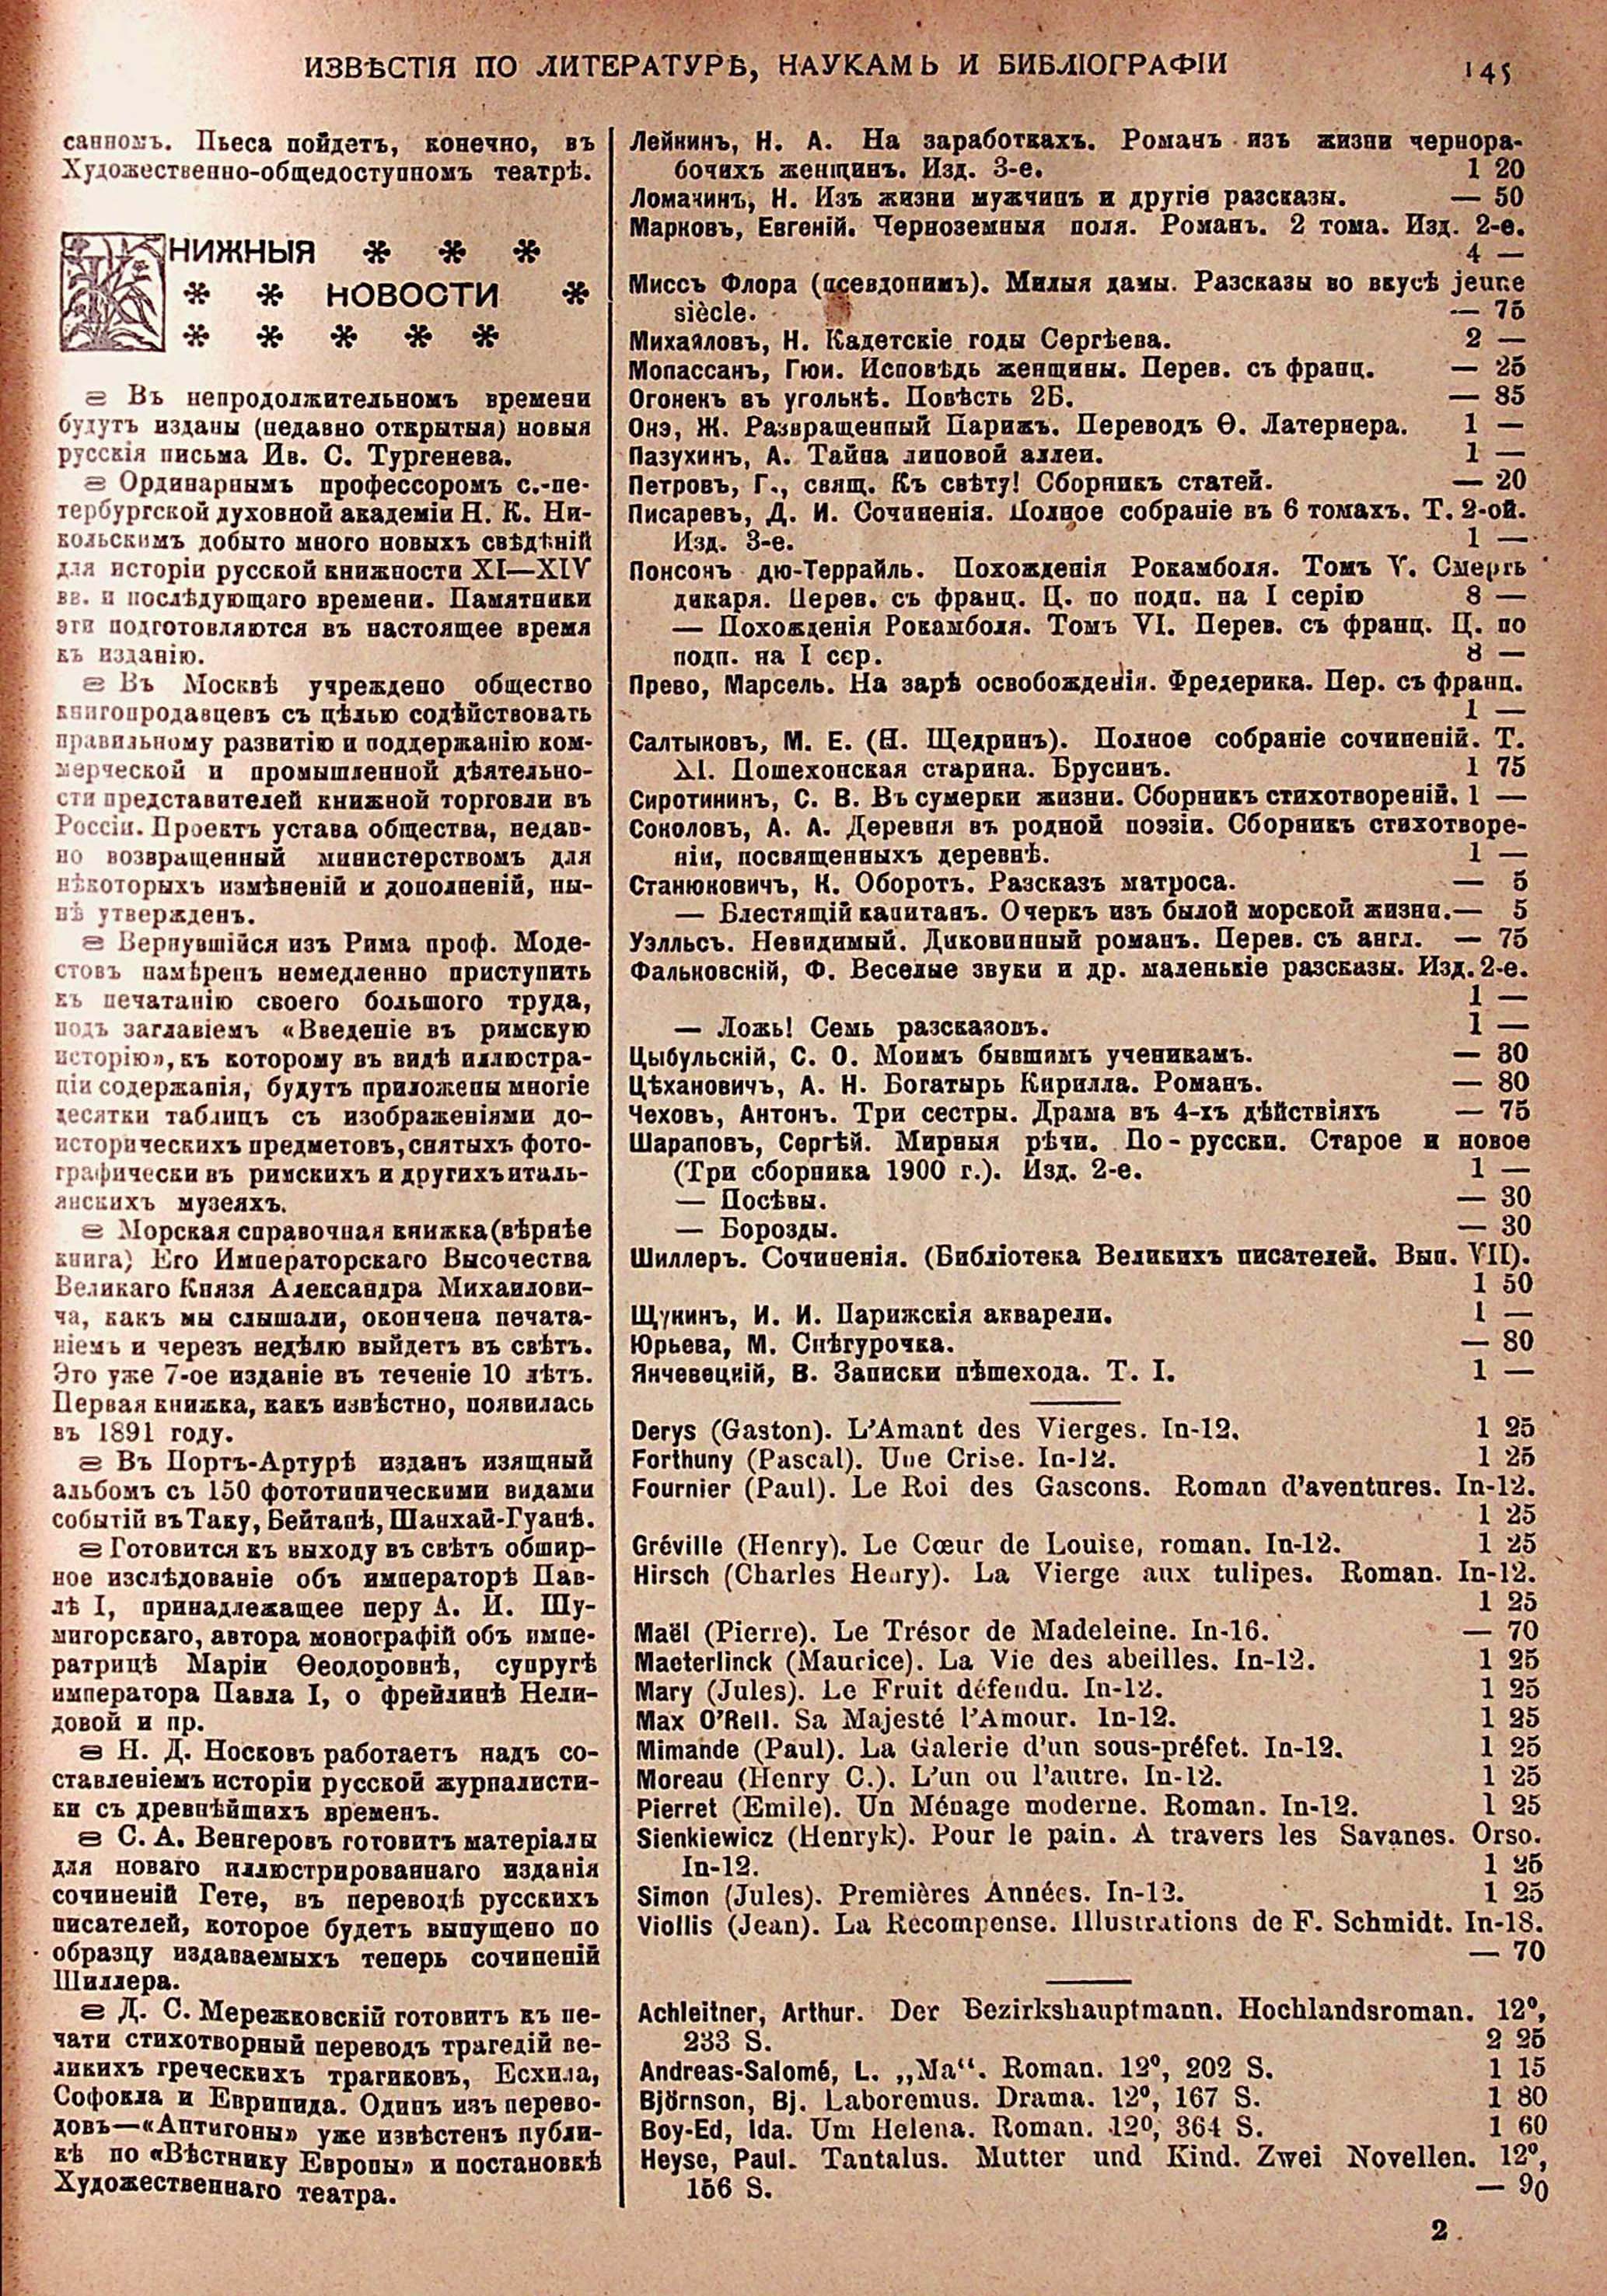 ИЗВѢСТІЯ ПО ЛИТЕРАТУРѢ, НАУКАМЬ И БИБЛІОГРАФІИ 145
саннomъ. Пьеса пойдетъ, конечно, въ
Художественно-общедоступномъ театрѣ.
КНИЖНЫЯ * * *
* * НОВОСТИ *
* * * * *
Въ непродолжительномъ времени
будутъ изданы (недавно открытыя) новыя
русскія письма Ив. С. Тургенева.
Ординарнымъ профессоромъ с.-пе-
тербургской духовной академіи Н. К. Ни-
кольскимъ добыто много новыхъ свѣдѣній
для исторіи русской книжности XI—XIV
вв. и послѣдующаго времени. Памятники
эти подготовляются въ настоящее время
къ изданію.
Въ Москвѣ учреждено общество
книгопродавцевъ съ цѣлью содѣйствовать
правильному развитію и поддержанію ком-
мерческой и промышленной дѣятельно-
сти представителей книжной торговли въ
Россіи. Проектъ устава общества, недав-
но возвращенный министерствомъ для
нѣкоторыхъ измѣненій и дополненій, ны-
нѣ утвержденъ.
Вернувшійся изъ Рима проф. Моде-
стовъ намѣренъ немедленно приступить
къ печатанію своего большого труда,
подъ заглавіемъ «Введеніе въ римскую
исторію», къ которому въ видѣ иллюстра-
ціи содержанія, будутъ приложены многіе
десятки таблицъ съ изображеніями до-
историческихъ предметовъ, снятыхъ фото-
графически въ римскихъ и другихъ италь-
янскихъ музеяхъ.
Морская справочная книжка (вѣрнѣе
книга) Его Императорскаго Высочества
Великаго Князя Александра Михаилови-
ча, какъ мы слышали, окончена печата-
ніемъ и черезъ недѣлю выйдетъ въ свѣтъ.
Это уже 7-ое изданіе въ теченіе 10 лѣтъ.
Первая книжка, какъ извѣстно, появилась
въ 1891 году.
Въ Портъ-Артурѣ изданъ изящный
альбомъ съ 150 фототипическими видами
событій въ Таку, Бейтанѣ, Шанхай-Гуанѣ.
Готовится къ выходу въ свѣтъ обшир-
ное изслѣдованіе объ императорѣ Пав-
лѣ I, принадлежащее перу А. И. Шу-
мигорскаго, автора монографій объ импе-
ратрицѣ Маріи Ѳеодоровнѣ, супругѣ
императора Павла I, о фрейлинѣ Нели-
довой и пр.
Н. Д. Носковъ работаетъ надъ со-
ставленіемъ исторіи русской журналисти-
ки съ древнѣйшихъ временъ.
С. А. Венгеровъ готовитъ матеріалы
для новаго иллюстрированнаго изданія
сочиненій Гете, въ переводѣ русскихъ
писателей, которое будетъ выпущено по
образцу издаваемыхъ теперь сочиненій
Шиллера.
Д. С. Мережковскій готовитъ къ пе-
чати стихотворный переводъ трагедій ве-
ликихъ греческихъ трагиковъ, Есхила,
Софокла и Еврипида. Одинъ изъ перево-
довъ—«Антигоны» уже извѣстенъ публи-
кѣ по «Вѣстнику Европы» и постановкѣ
Художественнаго театра.
Лейкинъ, Н. А. На заработкахъ. Романъ изъ жизни чернора-
бочихъ женщинъ. Изд. 3-е. 1 20
Ломачинъ, Н. Изъ жизни мужчинъ и другіе разсказы. — 50
Марковъ, Евгеній. Черноземныя поля. Романъ. 2 тома. Изд. 2-е.
4 —
Миссъ Флора (псевдонимъ). Милыя дамы. Разсказы во вкусѣ jeune
siècle. — 75
Михайловъ, Н. Кадетскіе годы Сергѣева. 2 —
Мопассанъ, Гюи. Исповѣдь женщины. Перев. съ франц. — 25
Огонекъ въ уголькѣ. Повѣсть 2Б. — 85
Онэ, Ж. Развращенный Парижъ. Переводъ Ѳ. Латернера. 1 —
Пазухинъ, А. Тайна липовой аллеи. 1 —
Петровъ, Г., свящ. Къ свѣту! Сборникъ статей. — 20
Писаревъ, Д. И. Сочиненія. Полное собраніе въ 6 томахъ. Т. 2-ой.
Изд. 3-е. 1 —
Понсонъ дю-Террайль. Похожденія Рокамболя. Томъ V. Смерть
дикаря. Перев. съ франц. Ц. по подп. на I серію 8 —
— Похожденія Рокамболя. Томъ VI. Перев. съ франц. Ц. по
подп. на I сер. 8 —
Прево, Марсель. На зарѣ освобожденія. Фредерика. Пер. съ франц.
1 —
Салтыковъ, М. Е. (Н. Щедринъ). Полное собраніе сочиненій. Т.
XI. Пошехонская старина. Брусинъ. 1 75
Сиротининъ, С. В. Въ сумерки жизни. Сборникъ стихотвореній. 1 —
Соколовъ, А. А. Деревня въ родной поэзіи. Сборникъ стихотворе-
ніи, посвященныхъ деревнѣ. 1 —
Станюковичъ, К. Оборотъ. Разсказъ матроса. — 5
— Блестящій капитанъ. Очеркъ изъ былой морской жизни. — 5
Уэлльсъ. Невидимый. Диковинный романъ. Перев. съ англ. — 75
Фальковскій, Ф. Веселые звуки и др. маленькіе разсказы. Изд. 2-е.
1 —
— Ложь! Семь разсказовъ. 1 —
Цыбульскій, С. О. Моимъ бывшимъ ученикамъ. — 30
Цѣхановичъ, А. Н. Богатырь Кирилла. Романъ. — 80
Чеховъ, Антонъ. Три сестры. Драма въ 4-хъ дѣйствіяхъ — 75
Шараповъ, Сергѣй. Мирныя рѣчи. По-русски. Старое и новое
(Три сборника 1900 г.). Изд. 2-е. 1 —
— Посѣвы. — 30
— Борозды. — 30
Шиллеръ. Сочиненія. (Библіотека Великихъ писателей. Вып. VII).
1 50
Щукинъ, И. И. Парижскія акварели. 1 —
Юрьева, М. Снѣгурочка. — 80
Янчевецкій, В. Записки пѣшехода. Т. I. 1 —
Derys (Gaston). L'Amant des Vierges. In-12. 1 25
Forthuny (Pascal). Une Crise. In-12. 1 25
Fournier (Paul). Le Roi des Gascons. Roman d'aventures. In-12.
1 25
Gréville (Henry). Le Cœur de Louise, roman. In-12. 1 25
Hirsch (Charles Henry). La Vierge aux tulipes. Roman. In-12.
1 25
Maël (Pierre). Le Trésor de Madeleine. In-16. — 70
Maeterlinck (Maurice). La Vie des abeilles. In-12. 1 25
Mary (Jules). Le Fruit défendu. In-12. 1 25
Max O'Rell. Sa Majesté l'Amour. In-12. 1 25
Mimande (Paul). La Galerie d'un sous-préfet. In-12. 1 25
Moreau (Henry C.). L'un ou l'autre. In-12. 1 25
Pierret (Emile). Un Ménage moderne. Roman. In-12. 1 25
Sienkiewicz (Henryk). Pour le pain. A travers les Savanes. Orso.
In-12. 1 25
Simon (Jules). Premières Années. In-12. 1 25
Viollis (Jean). La Récompense. Illustrations de F. Schmidt. In-18.
— 70
Achleitner, Arthur. Der Bezirkshauptmann. Hochlandsroman. 12⁰,
233 S. 2 25
Andreas-Salomé, L. „Ma“. Roman. 12⁰, 202 S. 1 15
Björnson, Bj. Laboremus. Drama. 12⁰, 167 S. 1 80
Boy-Ed, Ida. Um Helena. Roman. 12⁰, 364 S. 1 60
Heyse, Paul. Tantalus. Mutter und Kind. Zwei Novellen. 12⁰,
156 S. — 90
2